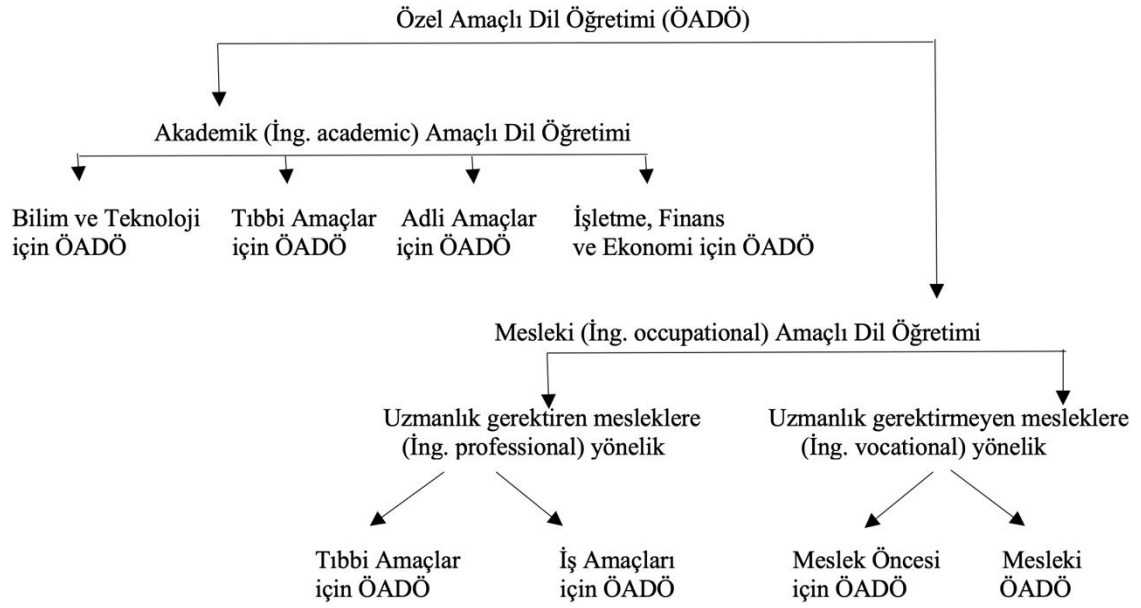 Özel Amaçlı Dil Öğretimi (ÖADÖ)
Akademik (İng. academic) Amaçlı Dil Öğretimi
Bilim ve Teknoloji
için ÖADÖ
Tıbbi Amaçlar
için ÖADÖ
Adli Amaçlar
için ÖADÖ
İşletme, Finans
ve Ekonomi için ÖADÖ
Mesleki (İng. occupational) Amaçlı Dil Öğretimi
Uzmanlık gerektiren mesleklere
(İng. professional) yönelik
Uzmanlık gerektirmeyen mesleklere
(İng. vocational) yönelik
Tıbbi Amaçlar
için ÖADÖ
İş Amaçları
için ÖADÖ
Meslek Öncesi
için ÖADÖ
Mesleki
ÖADÖ